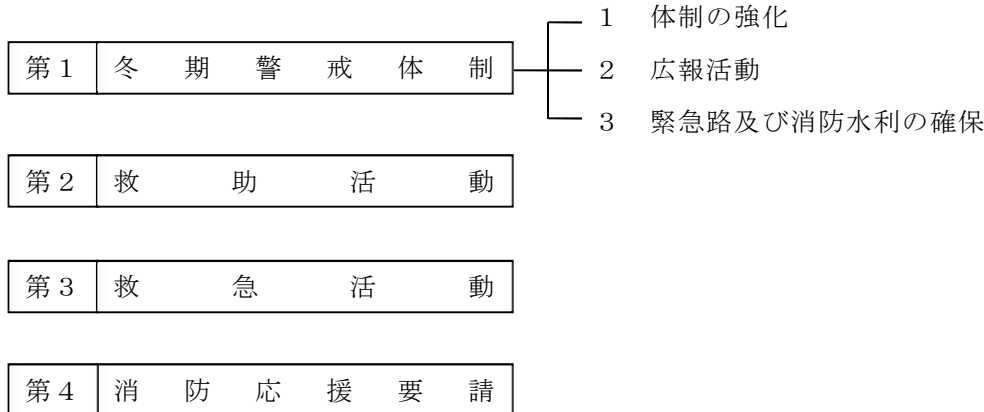 第１ 冬期警戒体制
１ 体制の強化
２ 広報活動
３ 緊急路及び消防水利の確保
第２ 救助活動
第３ 救急活動
第４ 消防応援要請